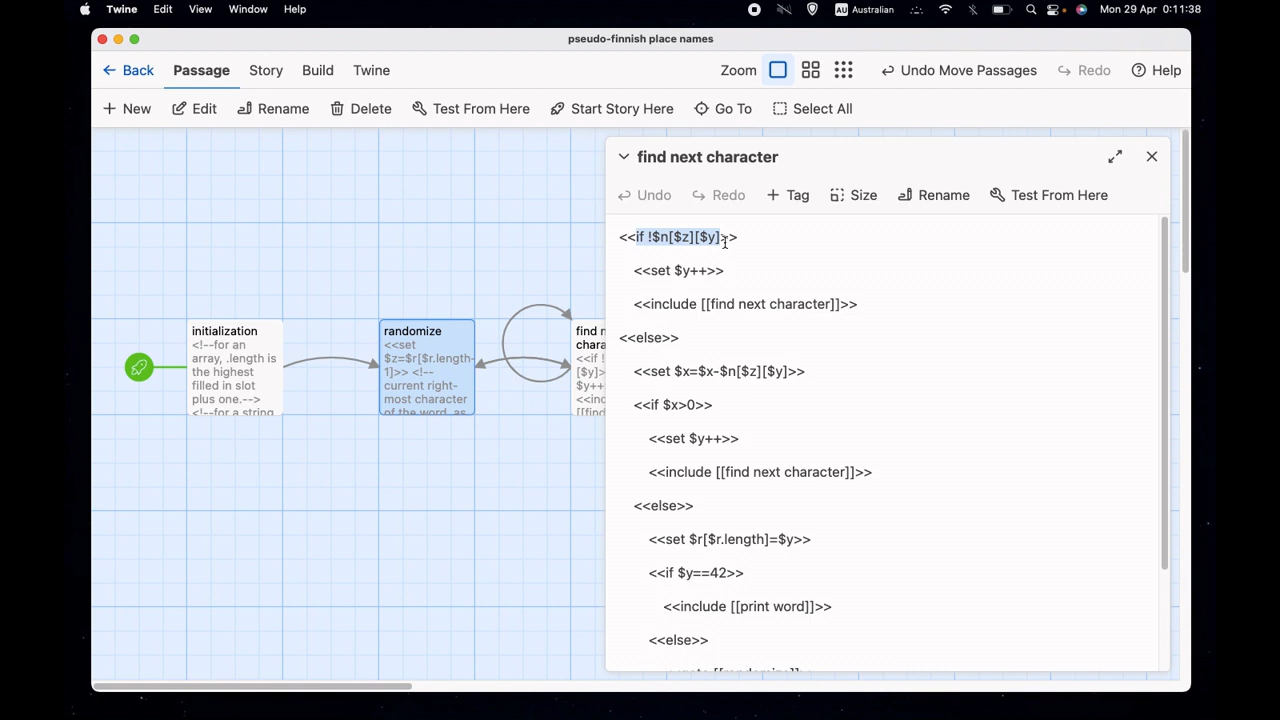 Twine Edit View Window Help AU Australian Mon 29 Apr 0:11:38
pseudo-finnish place names
Back Passage Story Build Twine Zoom Undo Move Passages Redo Help
New Edit Rename Delete Test From Here Start Story Here Go To Select All
find next character
Undo Redo Tag Size Rename Test From Here
<<if !$n[$z][$y]>>
<<set $y++>>
<<include [[find next character]]>>
<<else>>
<<set $x=$x-$n[$z][$y]>>
<<if $x>0>>
<<set $y++>>
<<include [[find next character]]>>
<<else>>
<<set $r[$r.length]=$y>>
<<if $y==42>>
<<include [[print word]]>>
<<else>>
initialization
<!--for an
array, .length is
the highest
filled in slot
plus one.-->
<!--for a string
randomize
<<set
$z=$r[$r.length-
1]>> <!--
current right-
most character
of the word, as
find n
chara
<<if !
[$y]>
$y++>
<<inc
[[find